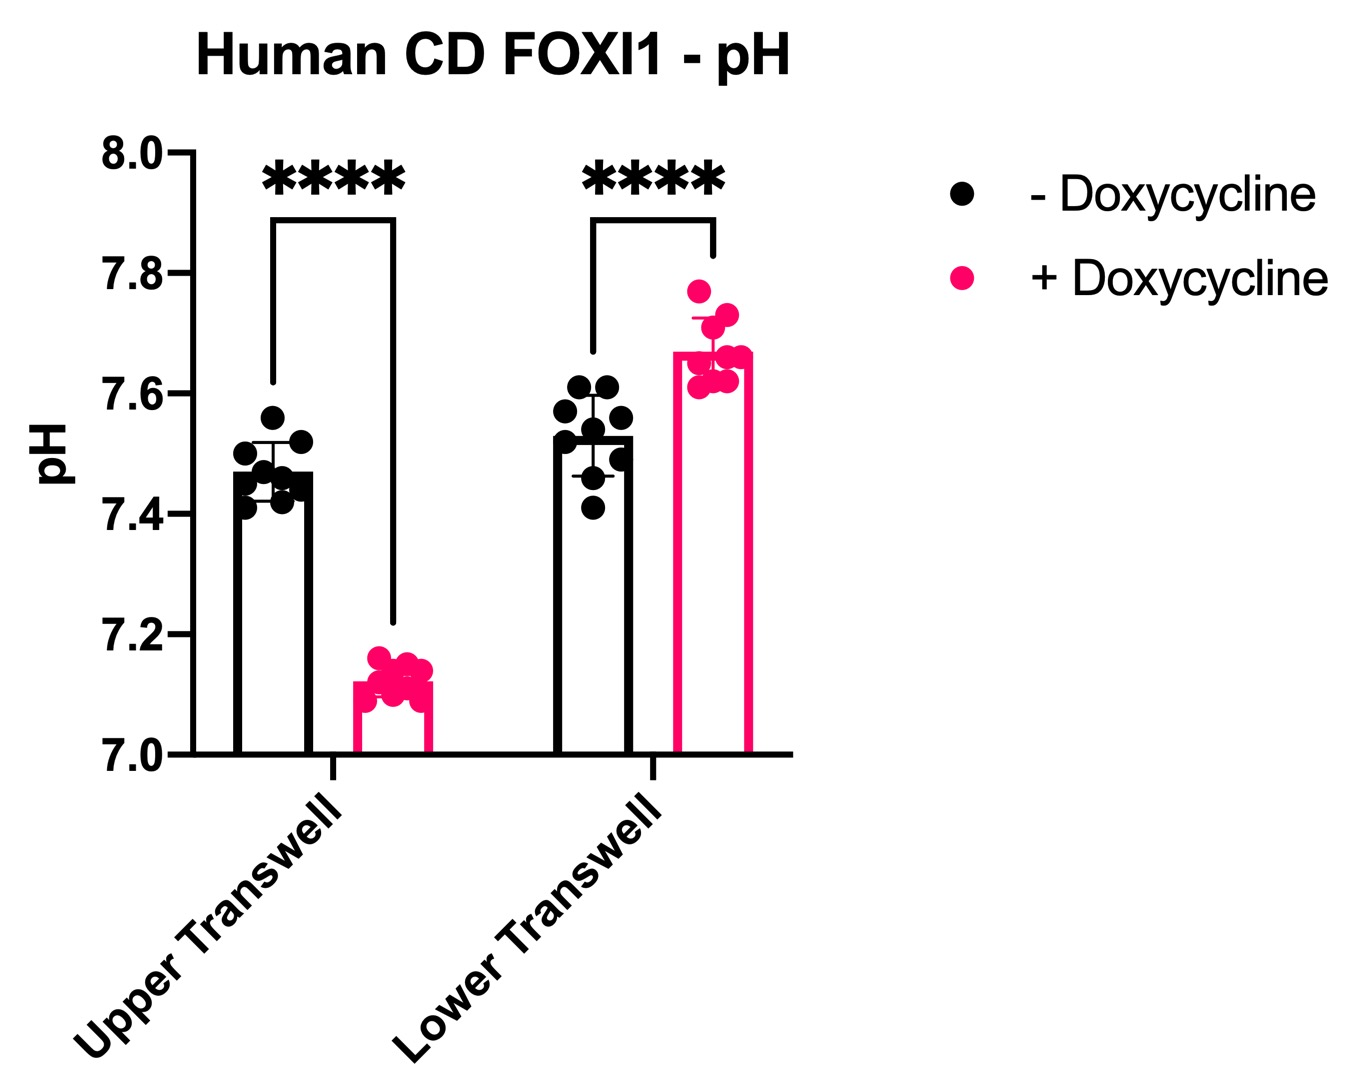 Human CD FOXI1 - pH
8.0
7.8
7.6
7.4
7.2
7.0
pH
****
****
- Doxycycline
+ Doxycycline
Upper Transwell
Lower Transwell